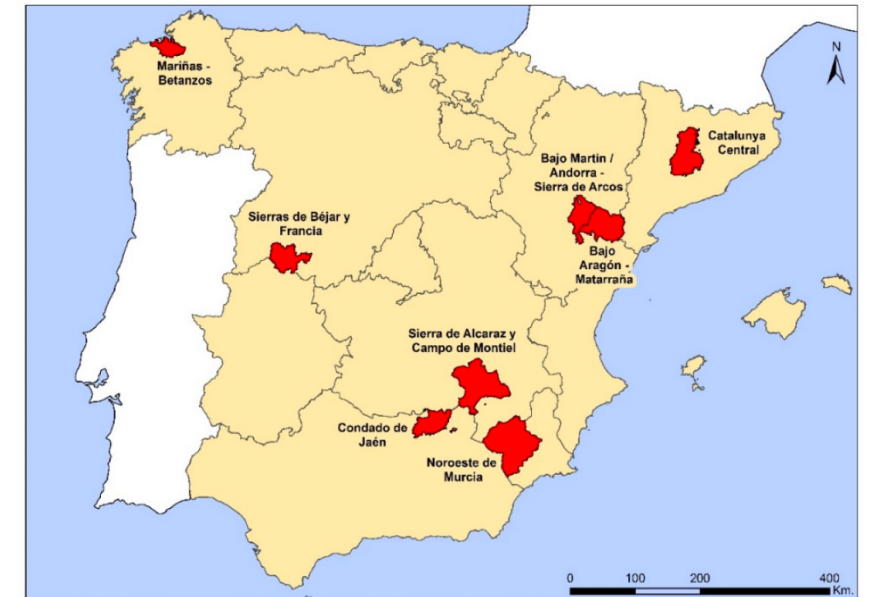 N
Mariñas -
Betanzos
Catalunya
Central
Bajo Martín /
Andorra -
Sierra de Arcos
Sierras de Béjar y
Francia
Bajo
Aragón -
Matarraña
Sierra de Alcaraz y
Campo de Montiel
Condado de
Jaén
Noroeste de
Murcia
0 100 200 400
Km.